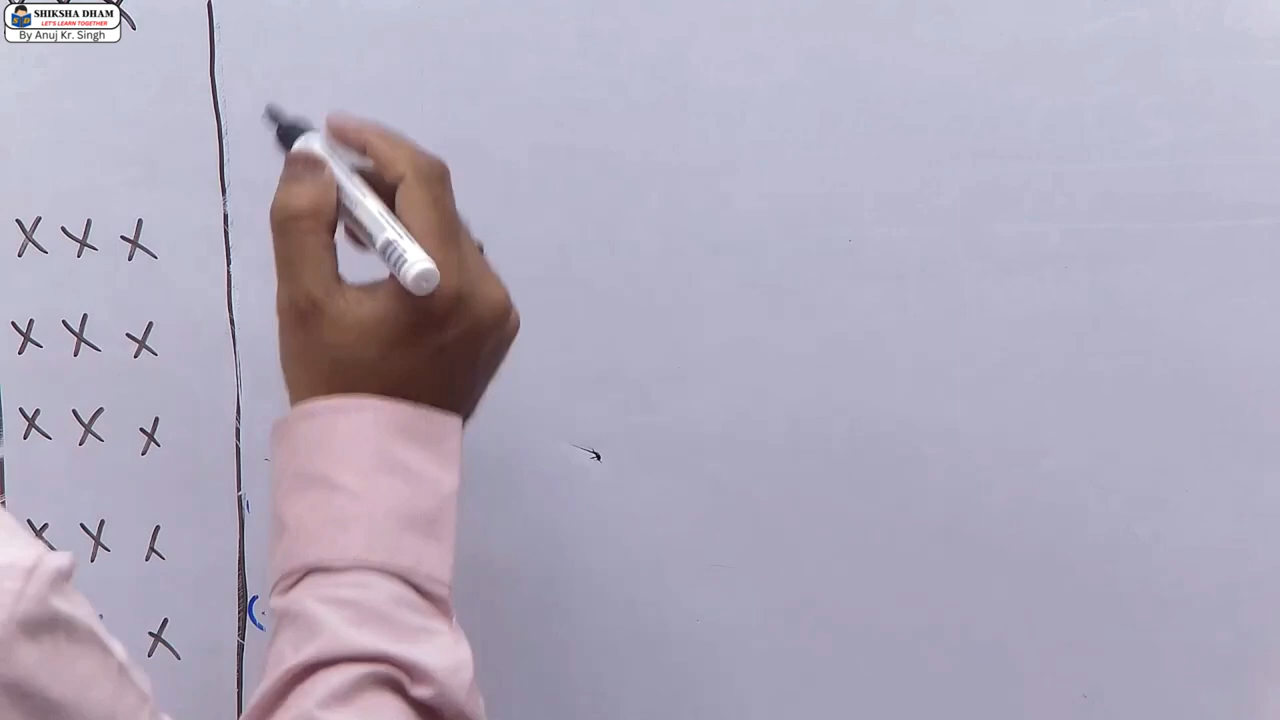 SHIKSHA DHAM
LET'S LEARN TOGETHER
By Anuj Kr. Singh
X X X
X X X
X X X
X X X
X